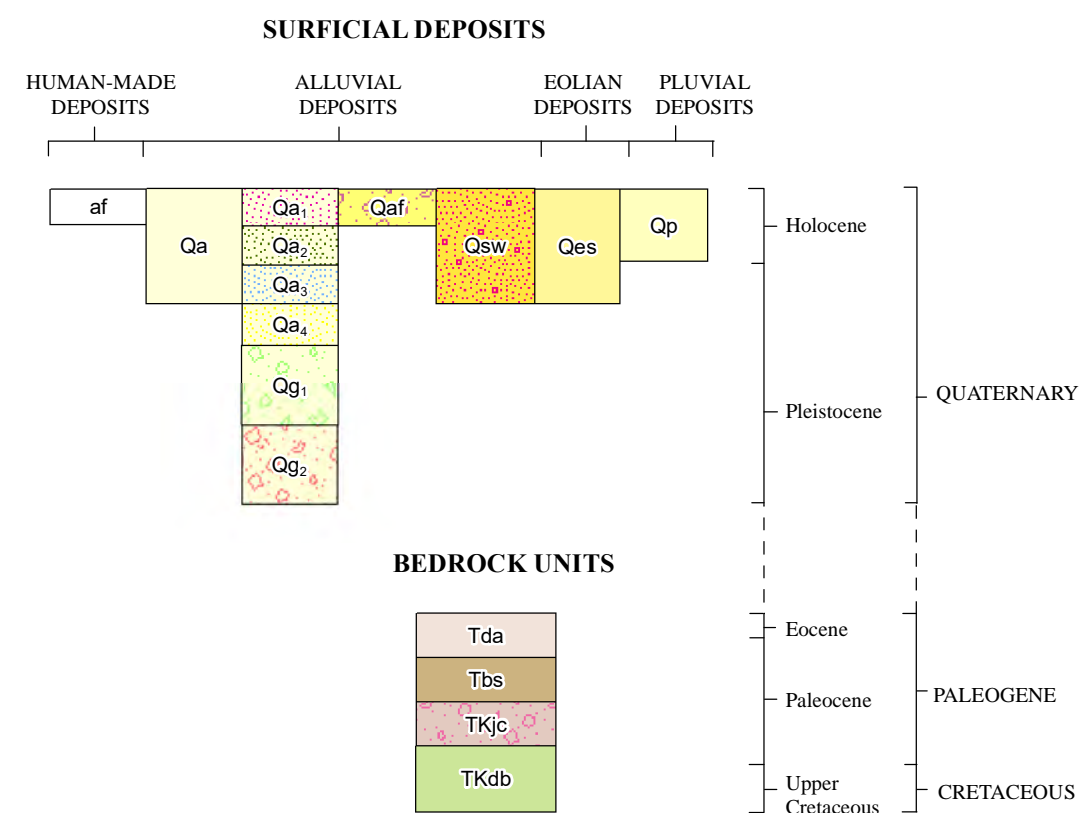 SURFICIAL DEPOSITS
HUMAN-MADE
DEPOSITS
ALLUVIAL
DEPOSITS
EOLIAN
DEPOSITS
PLUVIAL
DEPOSITS
af
Qa
Qa₁
Qaf
Qsw
Qes
Qp
Holocene
Qa₂
Qa₃
Qa₄
Qg₁
Pleistocene
QUATERNARY
Qg₂
BEDROCK UNITS
Tda
Eocene
Tbs
Paleocene
PALEOGENE
TKjc
TKdb
Upper
Cretaceous
CRETACEOUS